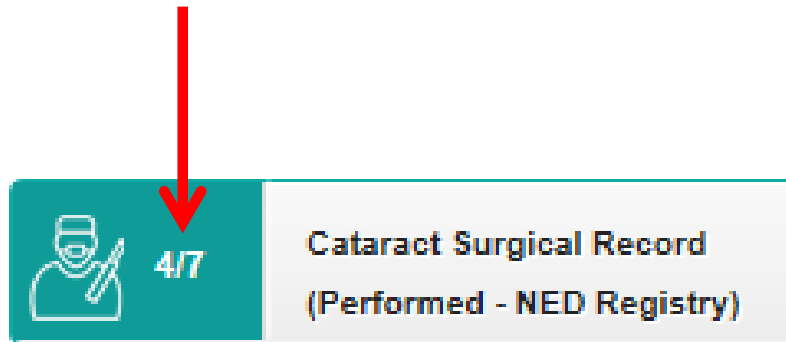 4/7
Cataract Surgical Record
(Performed - NED Registry)